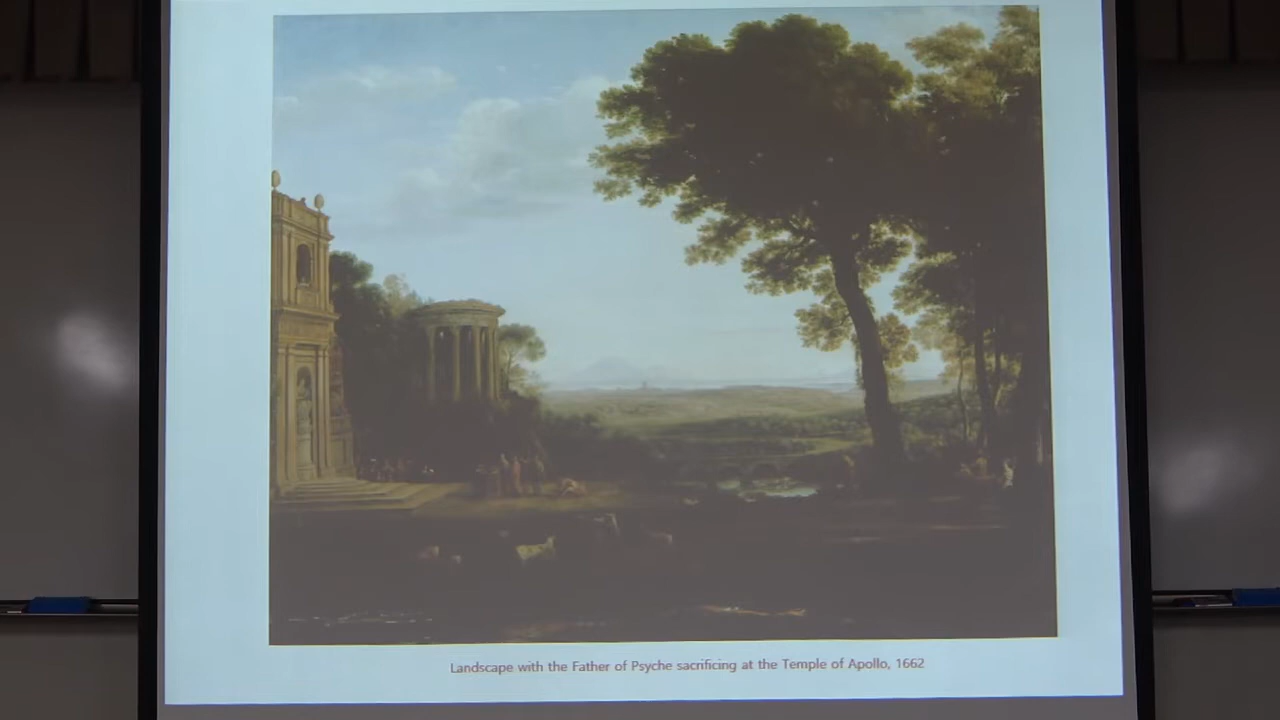 Landscape with the Father of Psyche sacrificing at the Temple of Apollo, 1662